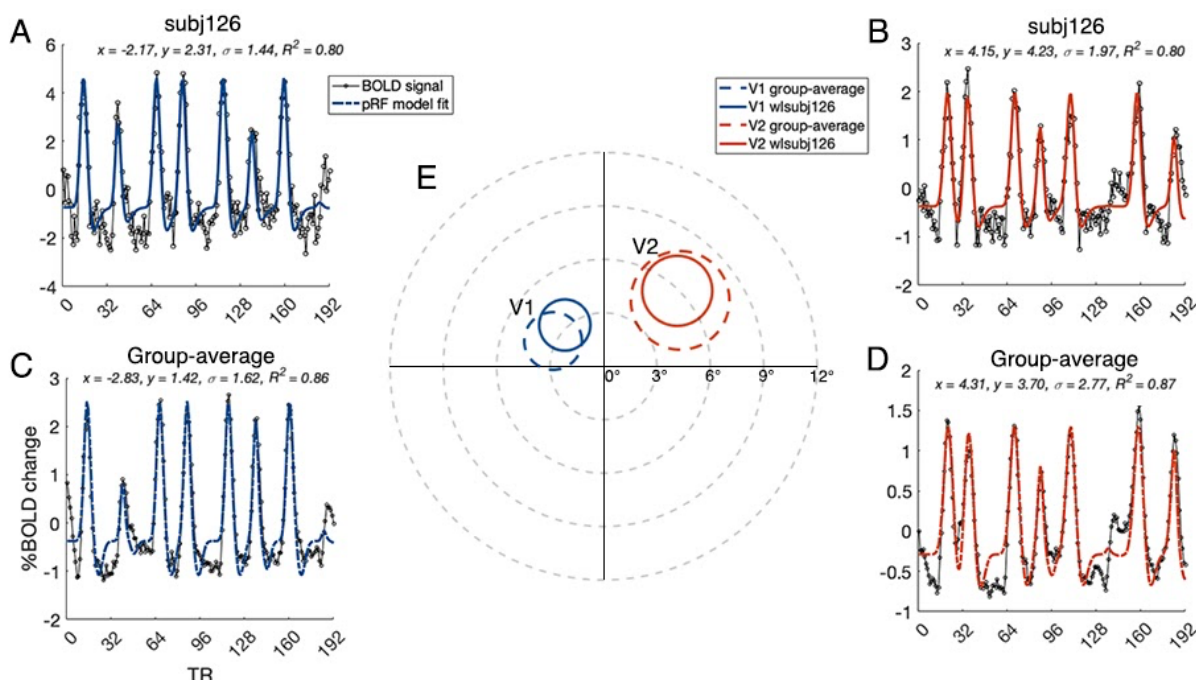 A
subj126
x = -2.17, y = 2.31, σ = 1.44, R² = 0.80
6
4
2
0
-2
-4
0 32 64 96 128 160 192
BOLD signal
pRF model fit
V1 group-average
V1 wlsubj126
V2 group-average
V2 wlsubj126
B
subj126
x = 4.15, y = 4.23, σ = 1.97, R² = 0.80
3
2
1
0
-1
-2
0 32 64 96 128 160 192
E
V1
V2
0° 3° 6° 9° 12°
C
Group-average
x = -2.83, y = 1.42, σ = 1.62, R² = 0.86
3
2
1
0
-1
-2
%BOLD change
0 32 64 96 128 160 192
TR
D
Group-average
x = 4.31, y = 3.70, σ = 2.77, R² = 0.87
2
1.5
1
0.5
0
-0.5
-1
0 32 64 96 128 160 192